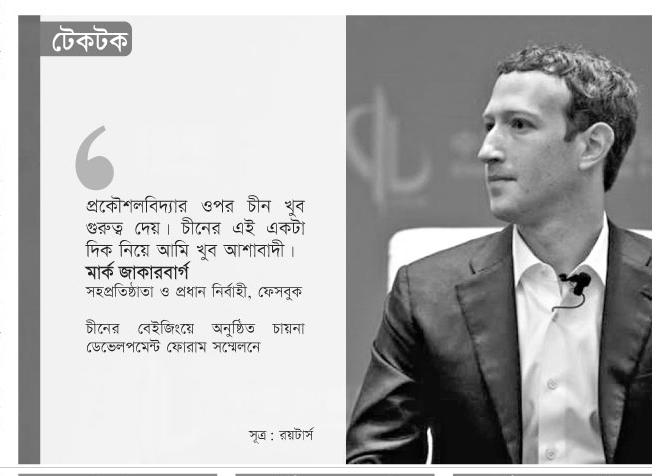 টেকটক
প্রকৌশলবিদ্যার ওপর চীন খুব
গুরুত্ব দেয়। চীনের এই একটা
দিক নিয়ে আমি খুব আশাবাদী।
মার্ক জাকারবার্গ
সহপ্রতিষ্ঠাতা ও প্রধান নির্বাহী, ফেসবুক
চীনের বেইজিংয়ে অনুষ্ঠিত চায়না
ডেভেলপমেন্ট ফোরাম সম্মেলনে
সূত্র : রয়টার্স